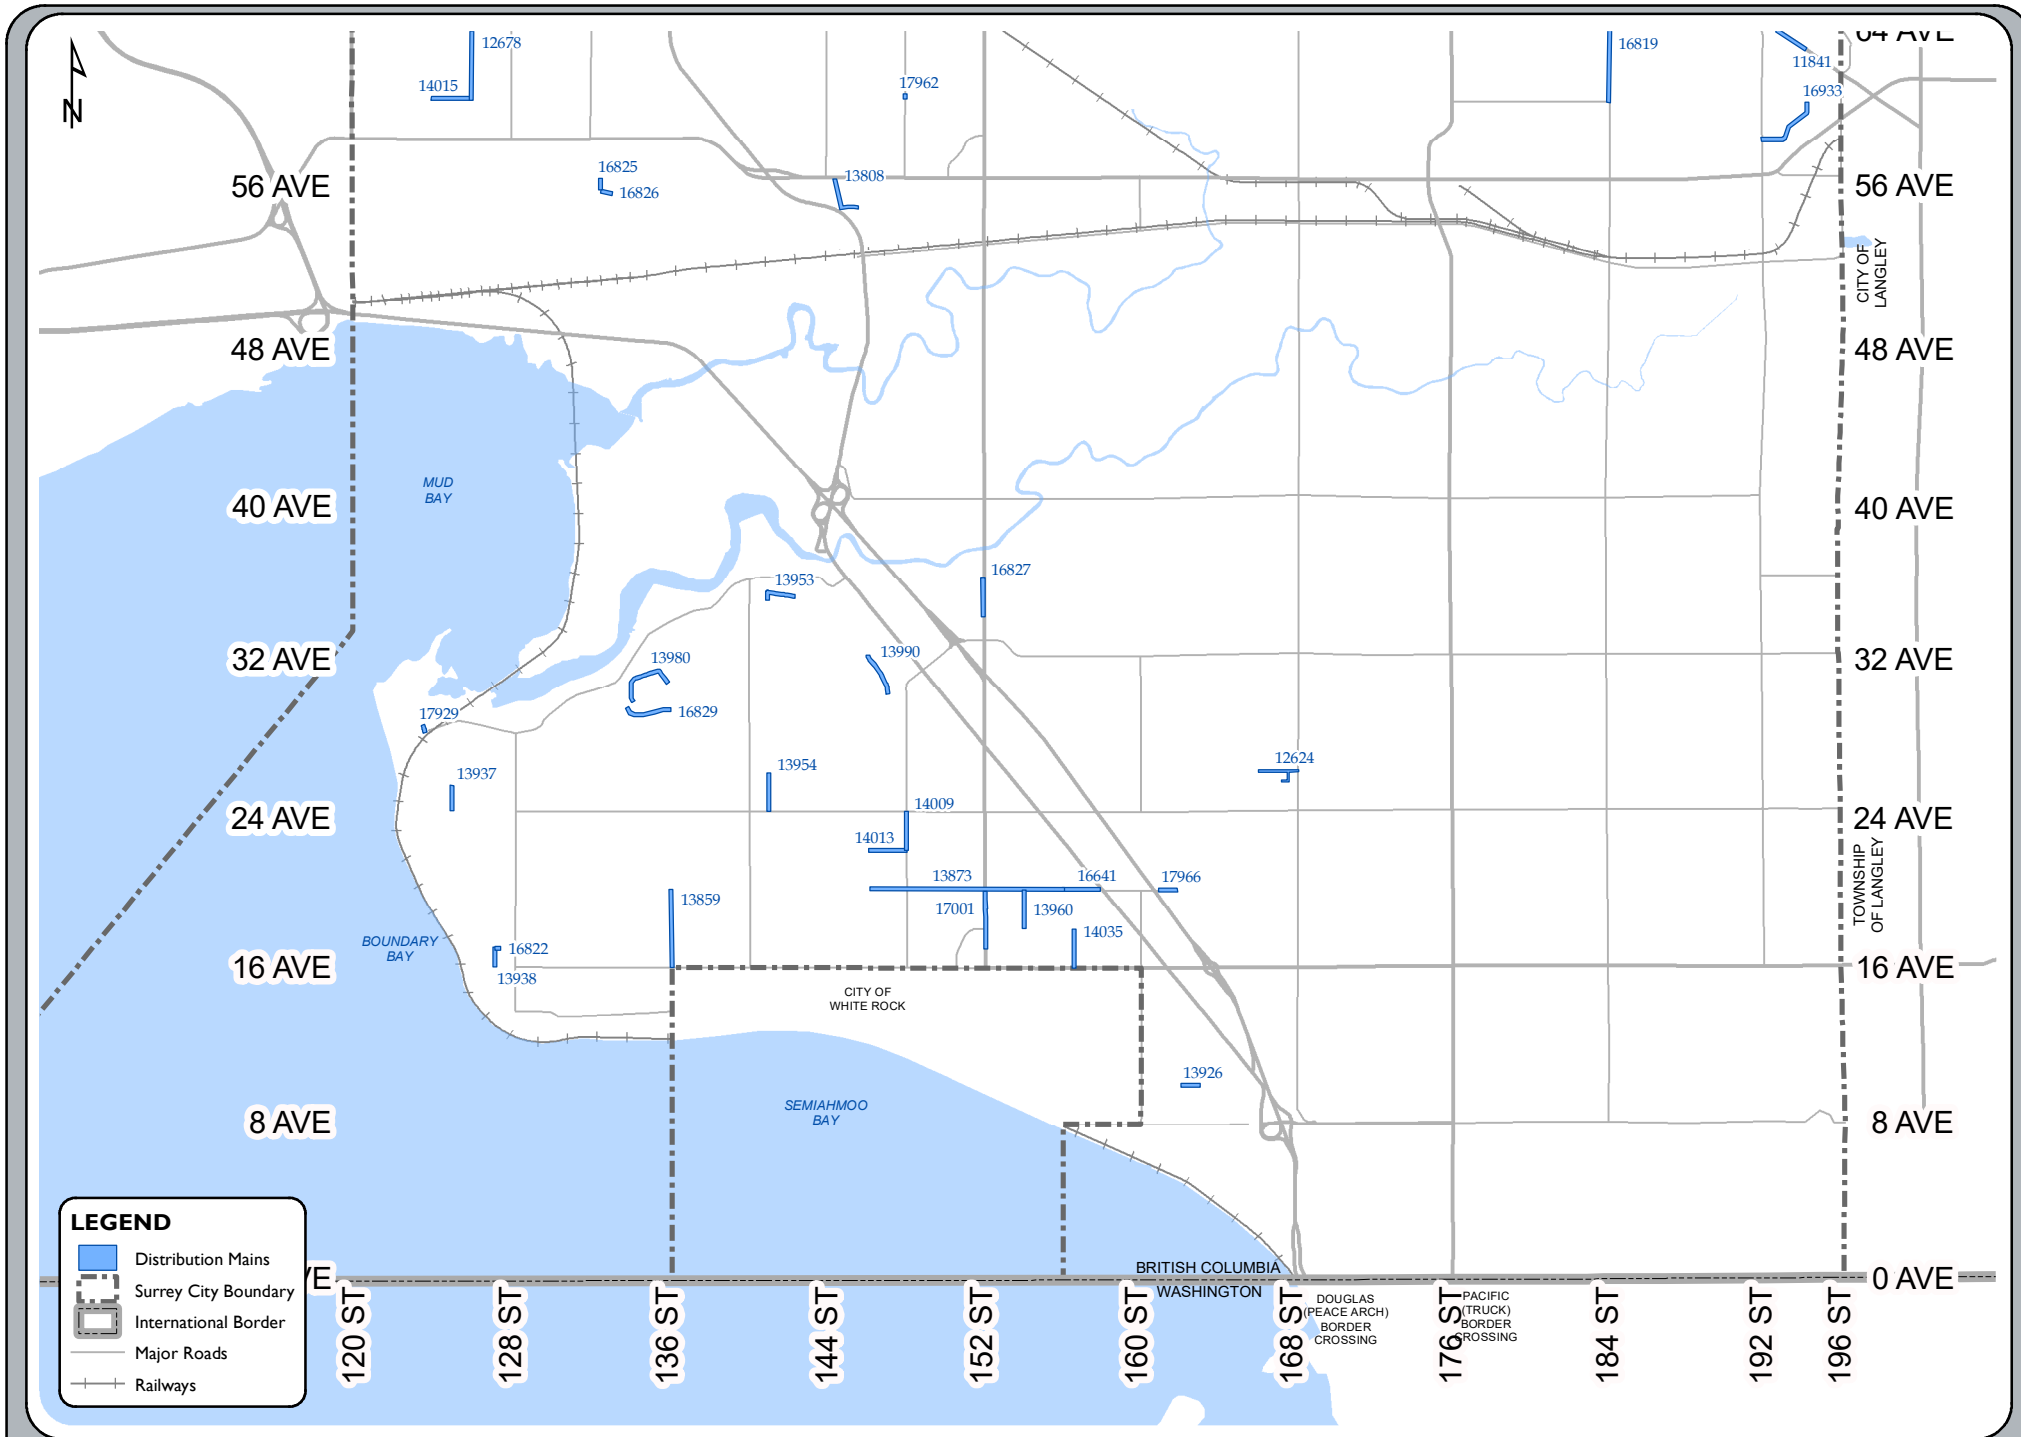 64 AVE
12678
16819
11841
14015
17962
16933
N
16825
16826
13808
56 AVE
56 AVE
CITY OF
LANGLEY
48 AVE
48 AVE
MUD
BAY
40 AVE
40 AVE
16827
13953
32 AVE
13980
13990
32 AVE
16829
17929
13937
13954
12624
24 AVE
14009
24 AVE
14013
TOWNSHIP
OF LANGLEY
13873
16641
17966
13859
17001
13960
14035
BOUNDARY
BAY
16822
16 AVE
13938
16 AVE
CITY OF
WHITE ROCK
13926
SEMIAHMOO
BAY
8 AVE
8 AVE
LEGEND
Distribution Mains
Surrey City Boundary
International Border
Major Roads
Railways
VE
BRITISH COLUMBIA
WASHINGTON
0 AVE
DOUGLAS
(PEACE ARCH)
BORDER
CROSSING
PACIFIC
(TRUCK)
BORDER
CROSSING
120 ST
128 ST
136 ST
144 ST
152 ST
160 ST
168 ST
176 ST
184 ST
192 ST
196 ST